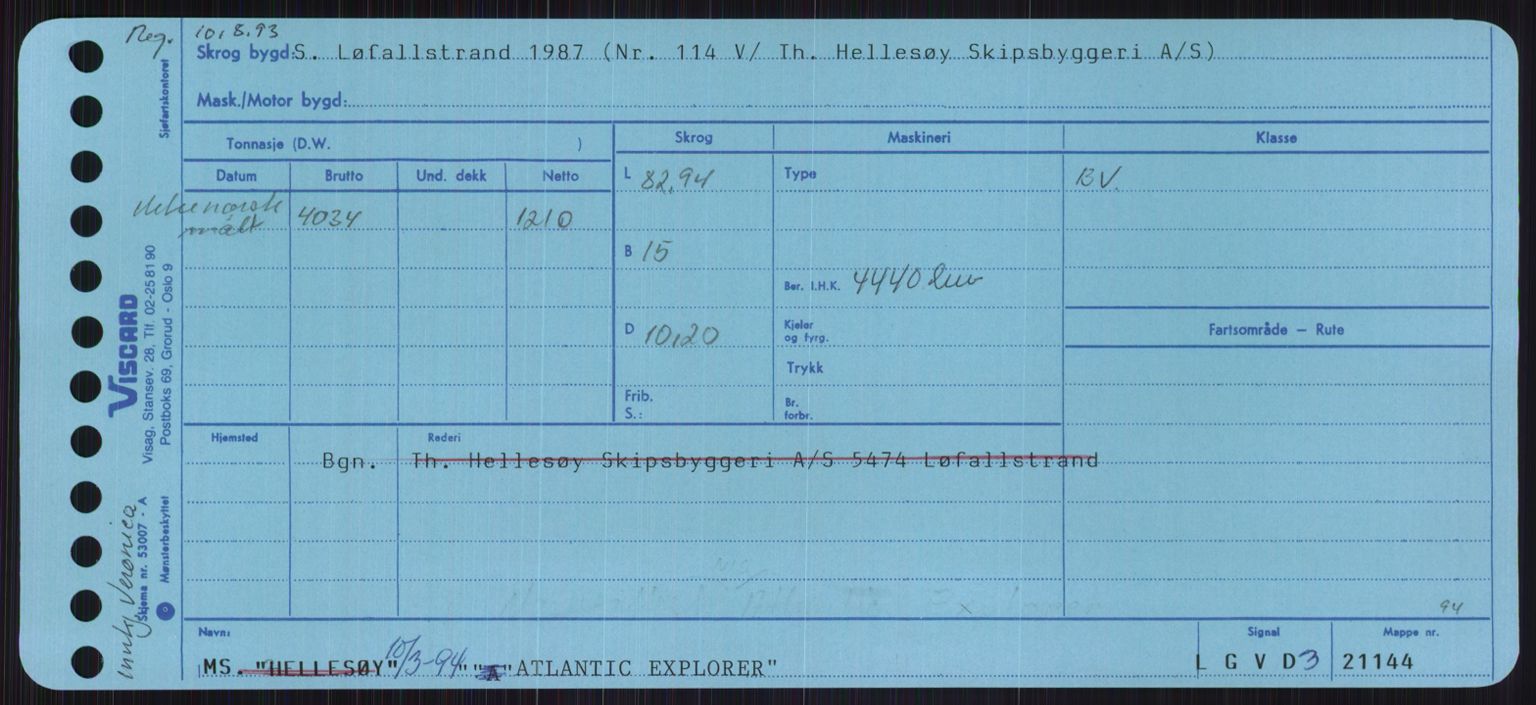 Reg. 10.8.93
Skrog bygd: S. Løfallstrand 1987 (Nr. 114 V/ Th. Hellesøy Skipsbyggeri A/S)
Mask./Motor bygd:
Sjøfartskontoret
Tonnasje (D.W. )
Skrog Maskineri Klasse
Datum Brutto Und. dekk Netto
L 82,94 Type BV.
målt 4034 1210
B 15
Ber. I.H.K. 4440
D 10,20 Kjeler
og fyrg.
Fartsområde – Rute
Trykk
Frib. Br.
S.: forbr.
VISCARD
Visag, Stansev. 28, Tlf. 02-25 81 90
Postboks 69, Grorud - Oslo 9
Hjemsted Rederi
Bgn. Th. Hellesøy Skipsbyggeri A/S 5474 Løfallstrand
Veronica
Skjema nr. 53007 - A
Mønsterbeskyttet
94
Navn: Signal Mappe nr.
MS. "HELLESØY" 10/3-94 " "A "ATLANTIC EXPLORER" L G V D 3 21144